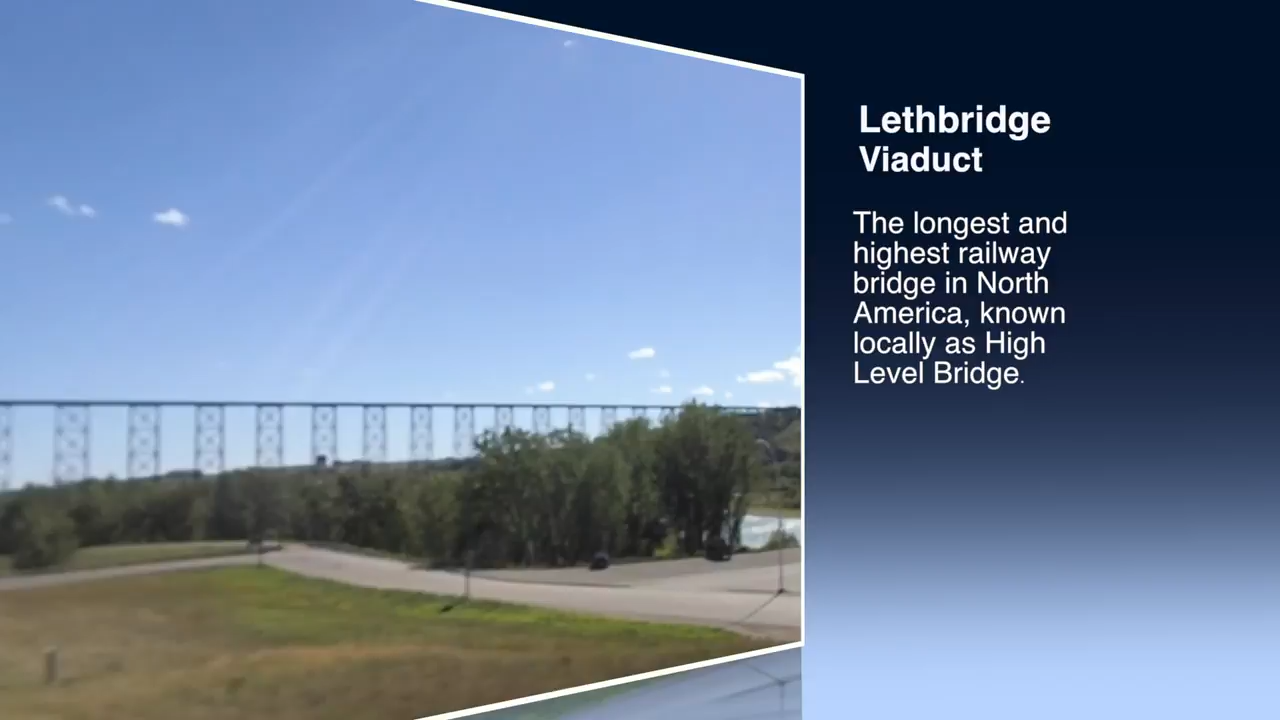 Lethbridge
Viaduct
The longest and
highest railway
bridge in North
America, known
locally as High
Level Bridge.